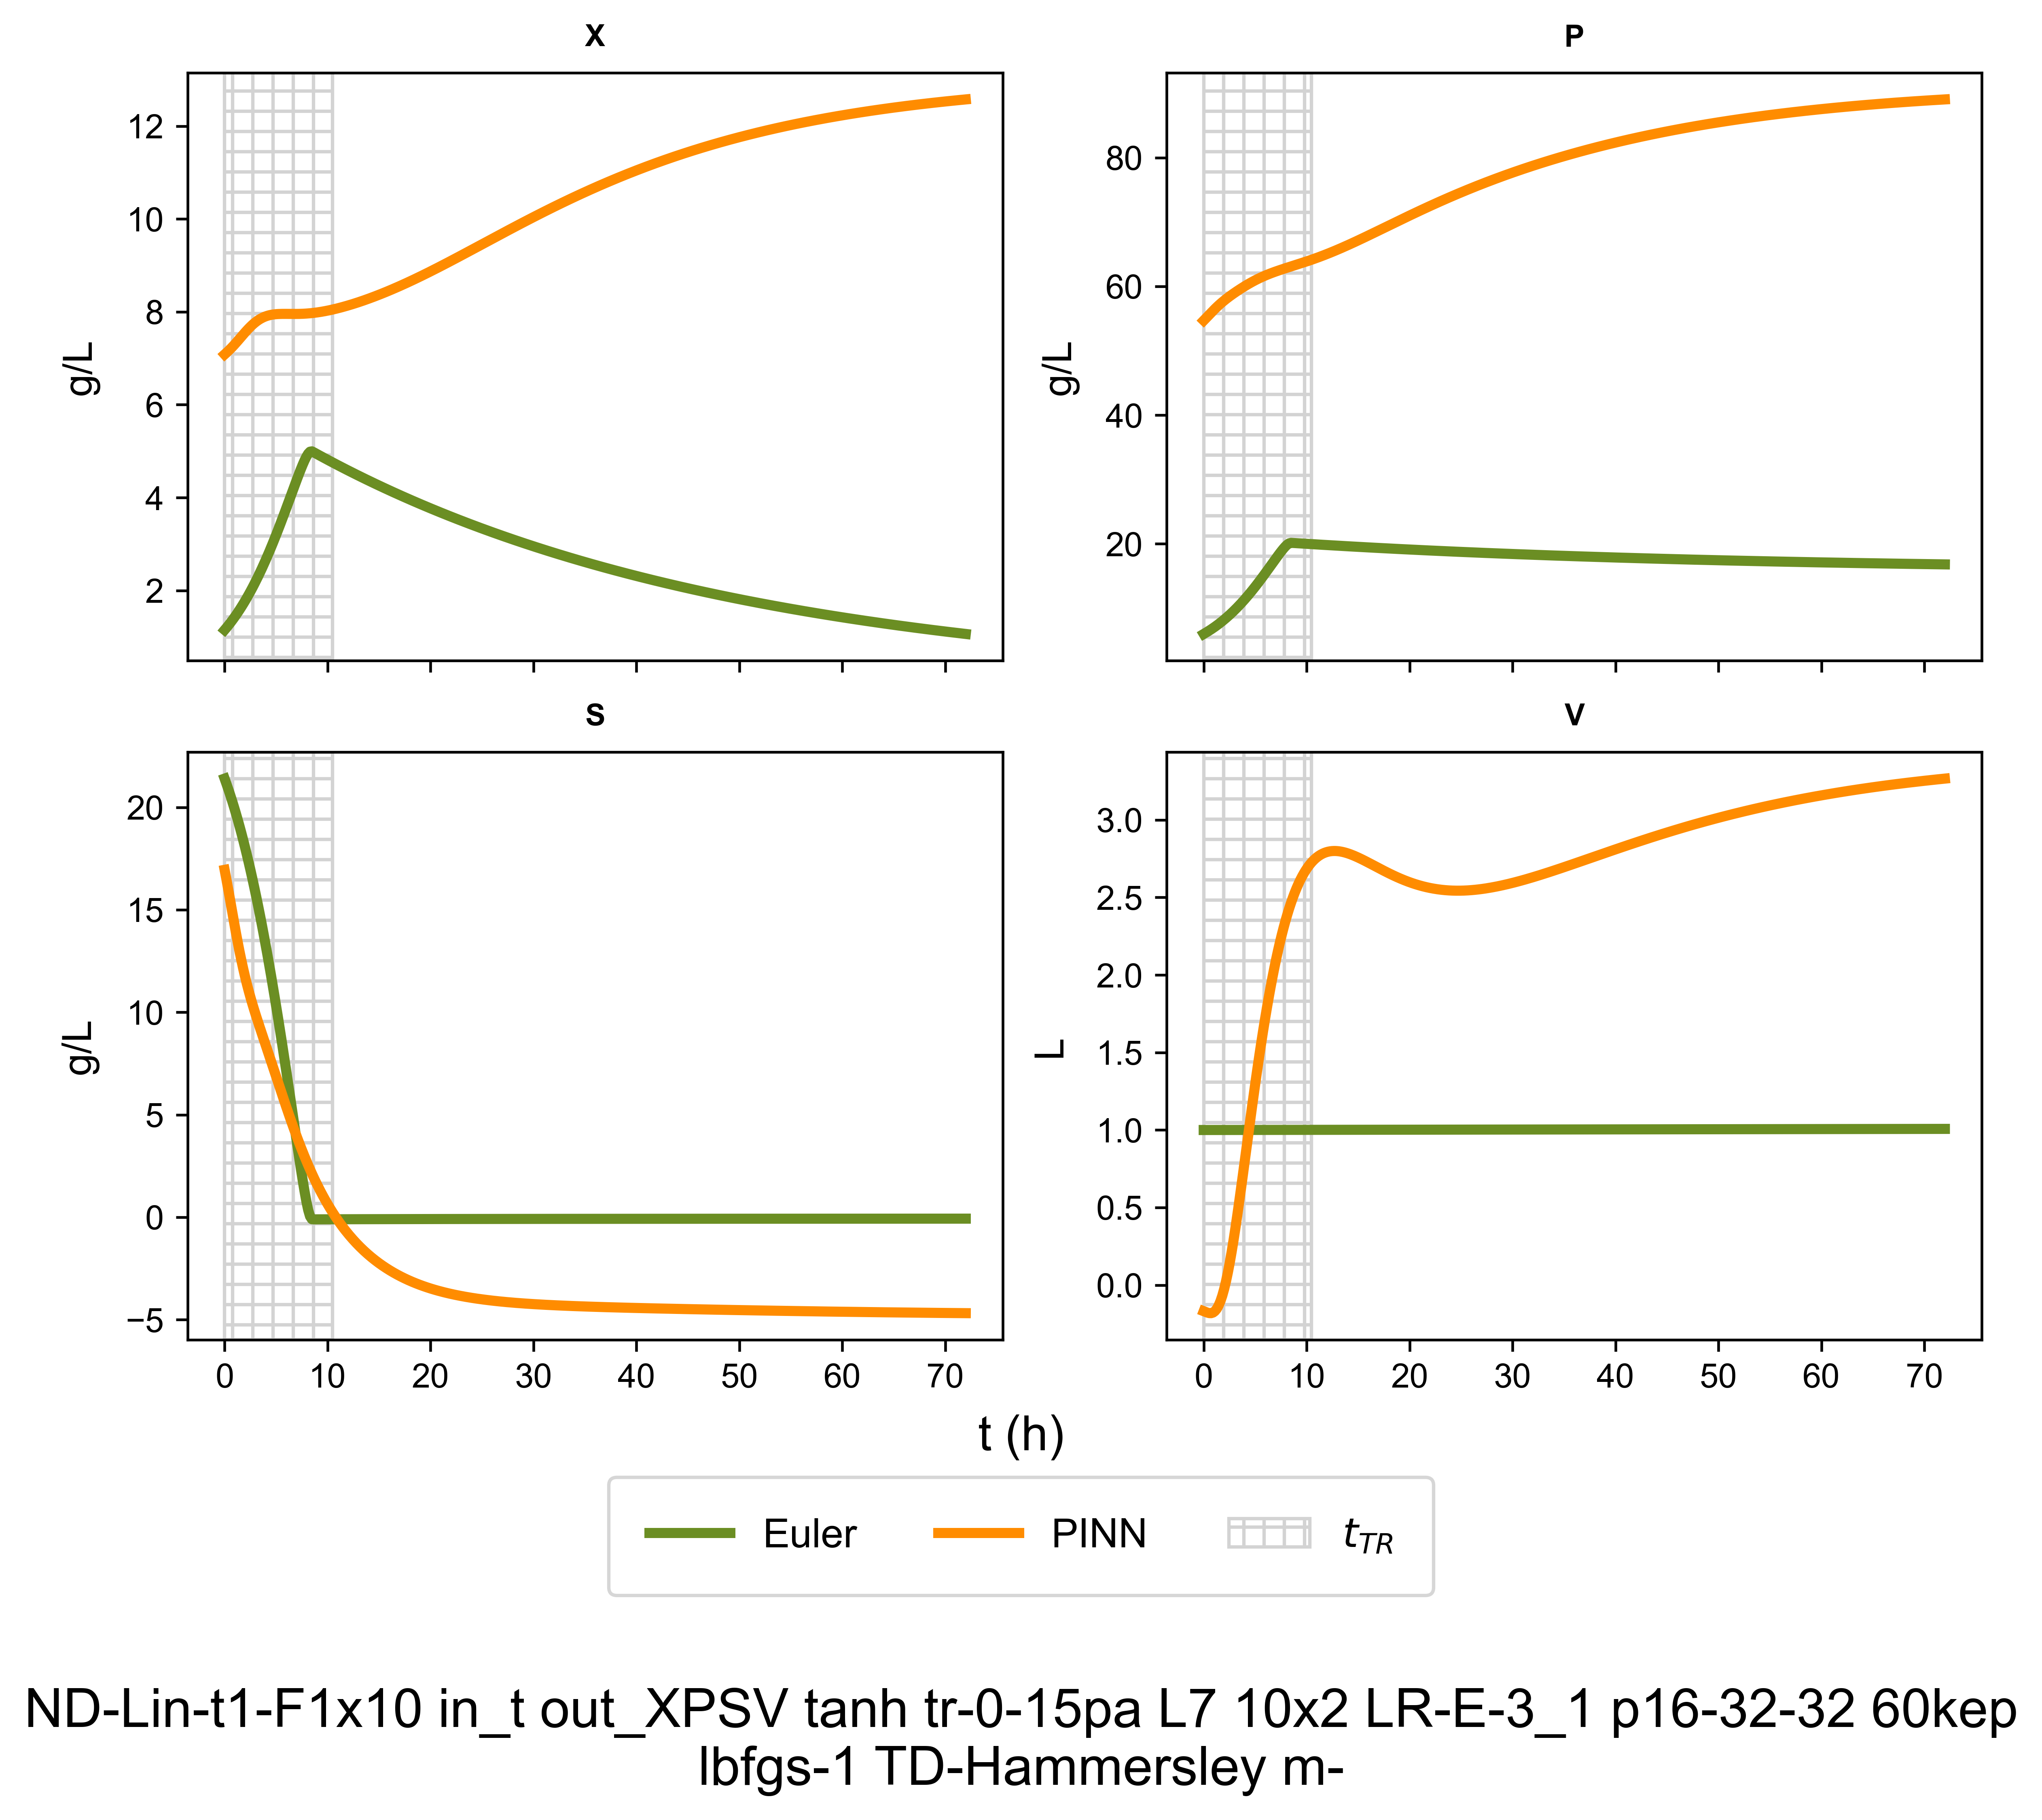 X
P
12
10
8
6
4
2
g/L
80
60
40
20
g/L
S
V
20
15
10
5
0
−5
g/L
3.0
2.5
2.0
1.5
1.0
0.5
0.0
L
0 10 20 30 40 50 60 70
0 10 20 30 40 50 60 70
t (h)
Euler PINN t_TR
ND-Lin-t1-F1x10 in_t out_XPSV tanh tr-0-15pa L7 10x2 LR-E-3_1 p16-32-32 60kep
lbfgs-1 TD-Hammersley m-